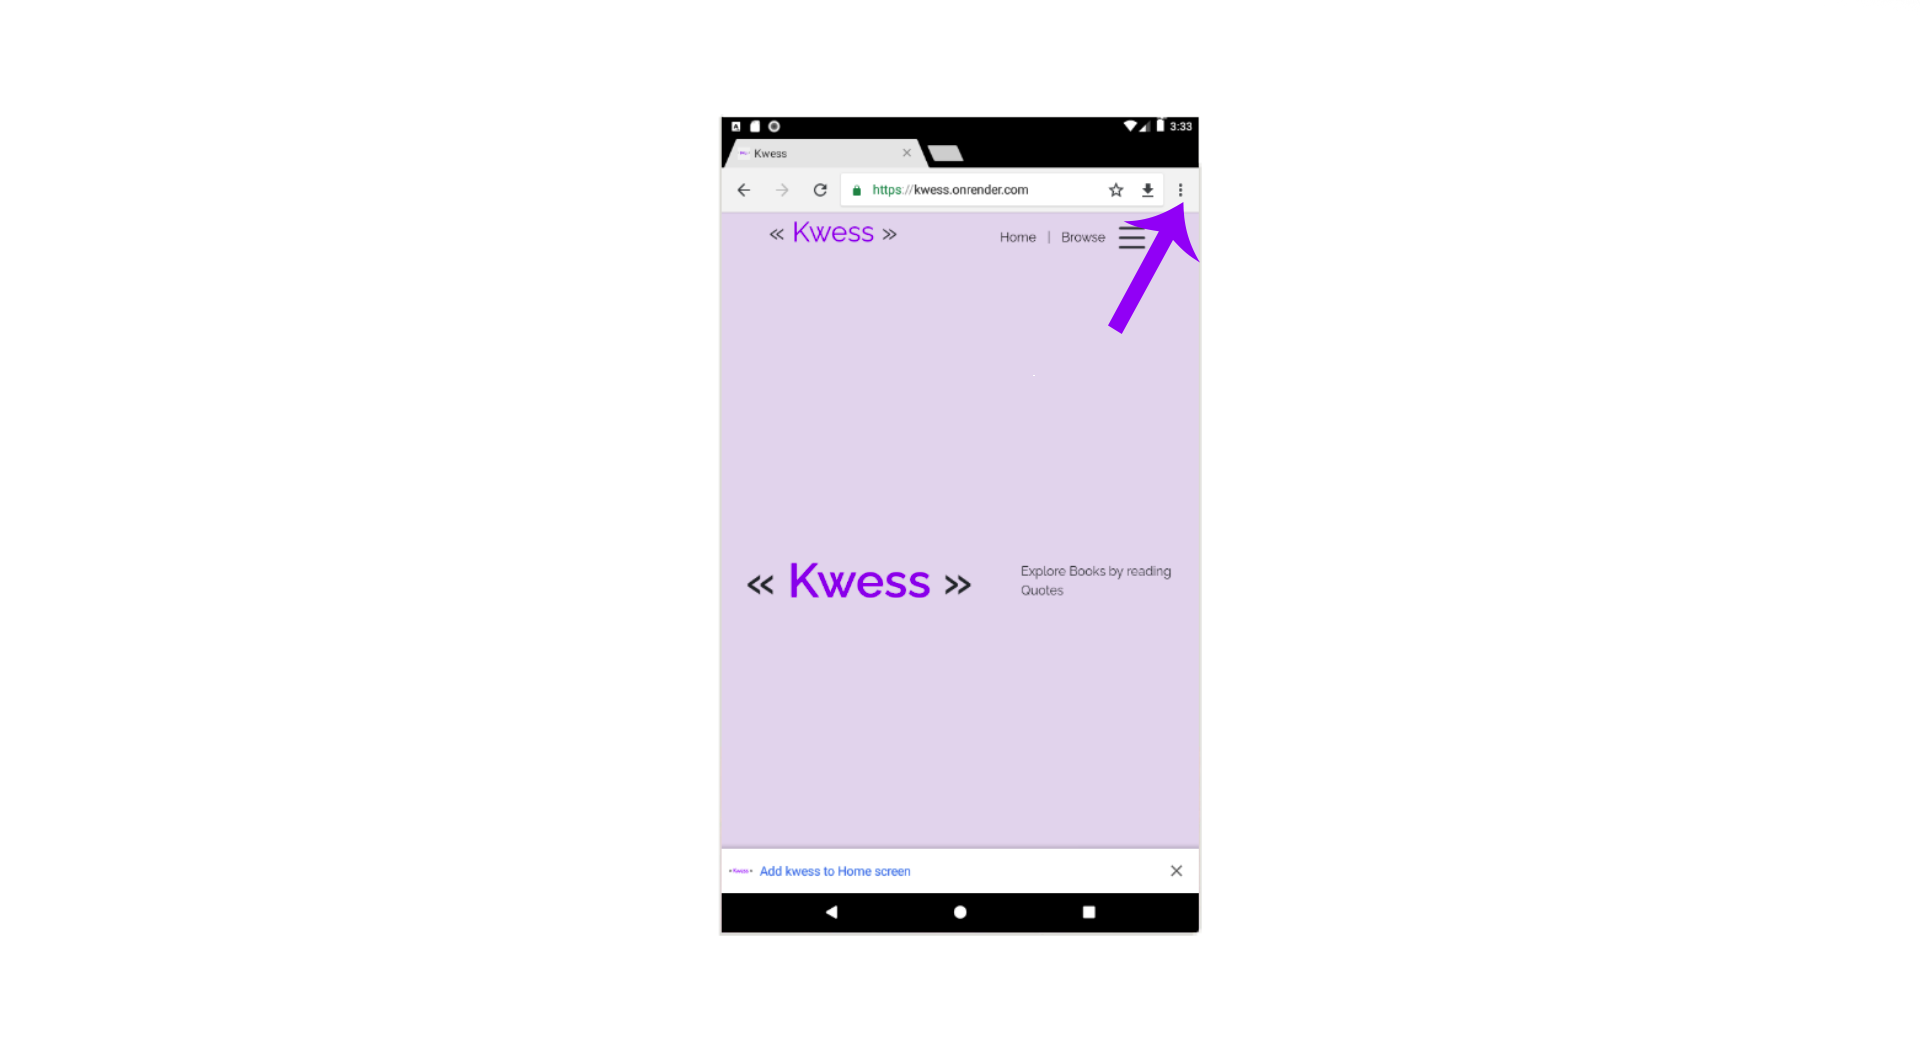 3:33
Kwess
https://kwess.onrender.com
« Kwess »
Home | Browse
« Kwess »
Explore Books by reading
Quotes
Add kwess to Home screen